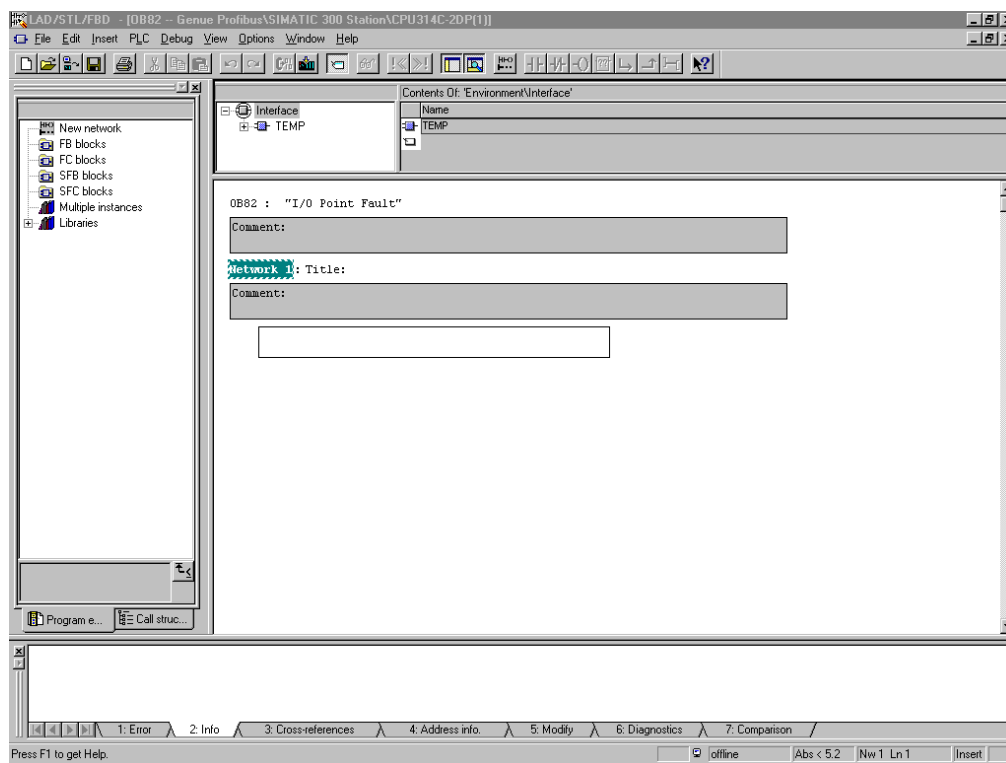 LAD/STL/FBD - [OB82 -- Genue Profibus\SIMATIC 300 Station\CPU314C-2DP(1)]
File Edit Insert PLC Debug View Options Window Help
Contents Of: 'Environment\Interface'
Interface
TEMP
Name
TEMP
New network
FB blocks
FC blocks
SFB blocks
SFC blocks
Multiple instances
Libraries
OB82 : "I/O Point Fault"
Comment:
Network 1: Title:
Comment:
Program e... Call struc...
1: Error 2: Info 3: Cross-references 4: Address info. 5: Modify 6: Diagnostics 7: Comparison
Press F1 to get Help. offline Abs < 5.2 Nw 1 Ln 1 Insert